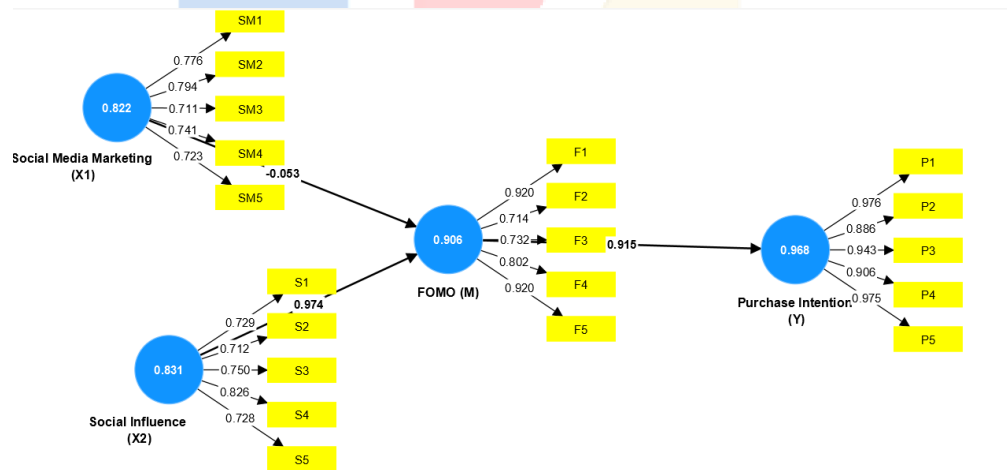 SM1
0.776
SM2
0.794
0.822
SM3
0.711
0.741
SM4
0.723
Social Media Marketing
(X1)
-0.053
SM5
F1
0.920
F2
0.714
0.906
0.732
F3
0.915
0.802
F4
0.920
FOMO (M)
F5
P1
0.976
P2
0.886
0.968
0.943
P3
0.906
P4
Purchase Intention
(Y)
0.975
P5
S1
0.974
0.729
S2
0.712
0.831
0.750
S3
0.826
S4
0.728
Social Influence
(X2)
S5